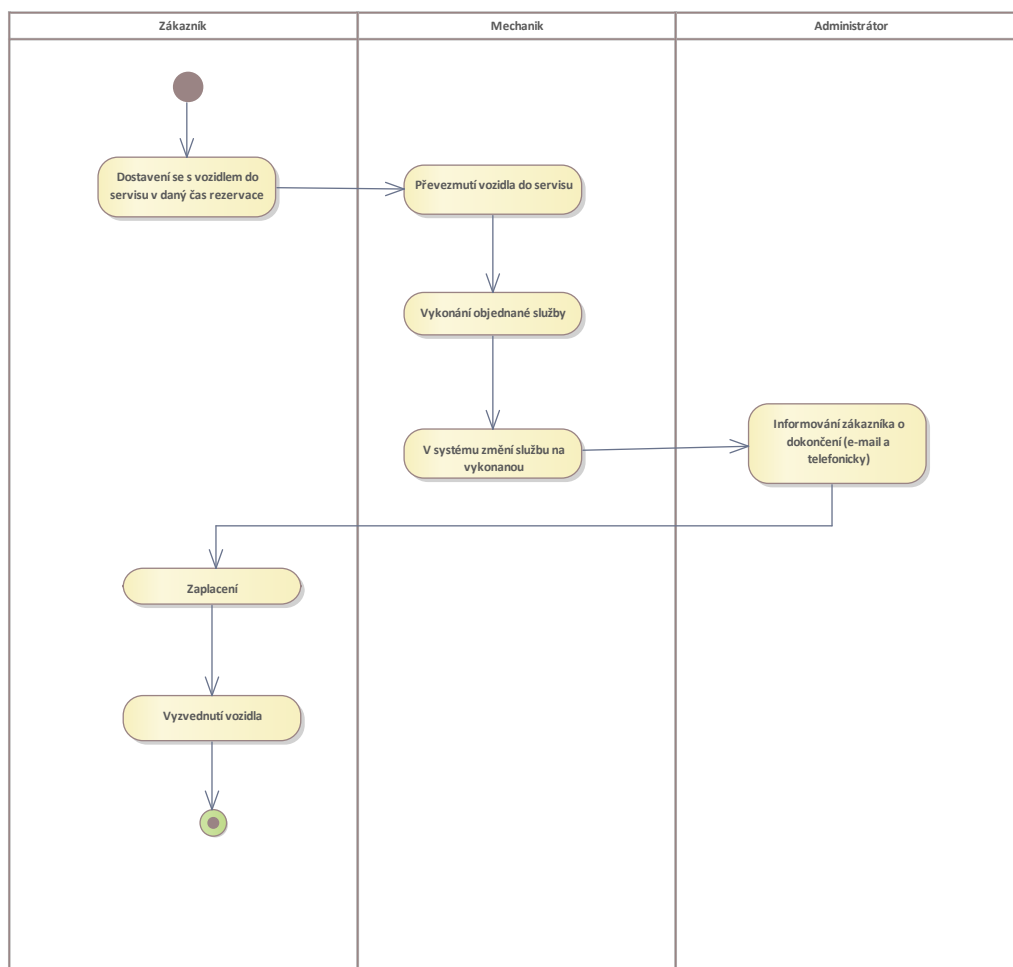 Zákazník
Mechanik
Administrátor
Dostavení se s vozidlem do
servisu v daný čas rezervace
Převezmutí vozidla do servisu
Vykonání objednané služby
V systému změní službu na
vykonanou
Informování zákazníka o
dokončení (e-mail a
telefonicky)
Zaplacení
Vyzvednutí vozidla